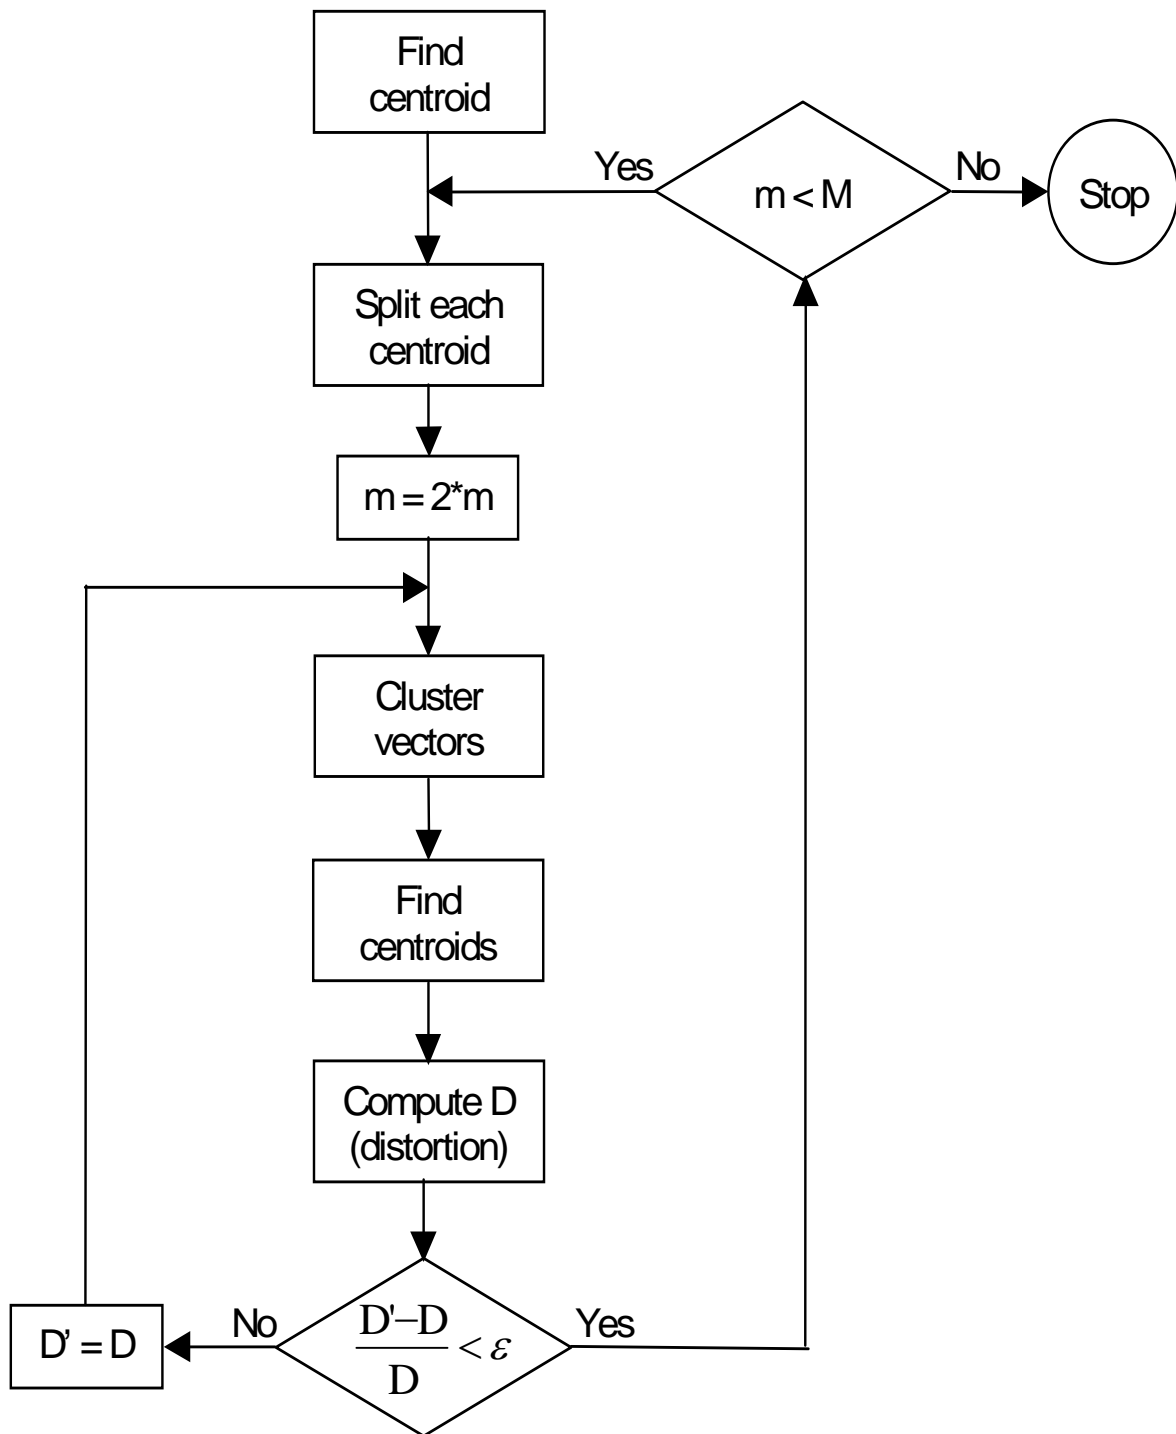 Find
centroid
Yes
m < M
No
Stop
Split each
centroid
m = 2*m
Cluster
vectors
Find
centroids
Compute D
(distortion)
D' = D
No
D'−D
D
< ε
Yes